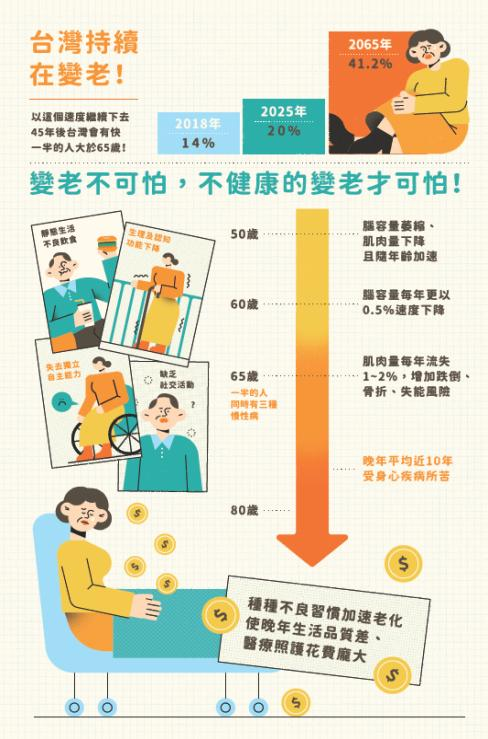 台灣持續
在變老！
以這個速度繼續下去
45年後台灣會有快
一半的人大於65歲！
2018年
14%
2025年
20%
2065年
41.2%
變老不可怕，不健康的變老才可怕！
靜態生活
不良飲食
生理及認知
功能下降
失去獨立
自主能力
缺乏
社交活動
?
50歲
腦容量萎縮、
肌肉量下降
且隨年齡加速
60歲
腦容量每年更以
0.5%速度下降
65歲
一半的人
同時有三種
慢性病
肌肉量每年流失
1~2%，增加跌倒、
骨折、失能風險
晚年平均近10年
受身心疾病所苦
80歲
種種不良習慣加速老化
使晚年生活品質差、
醫療照護花費龐大
$
$
$
$
$
$
$
$